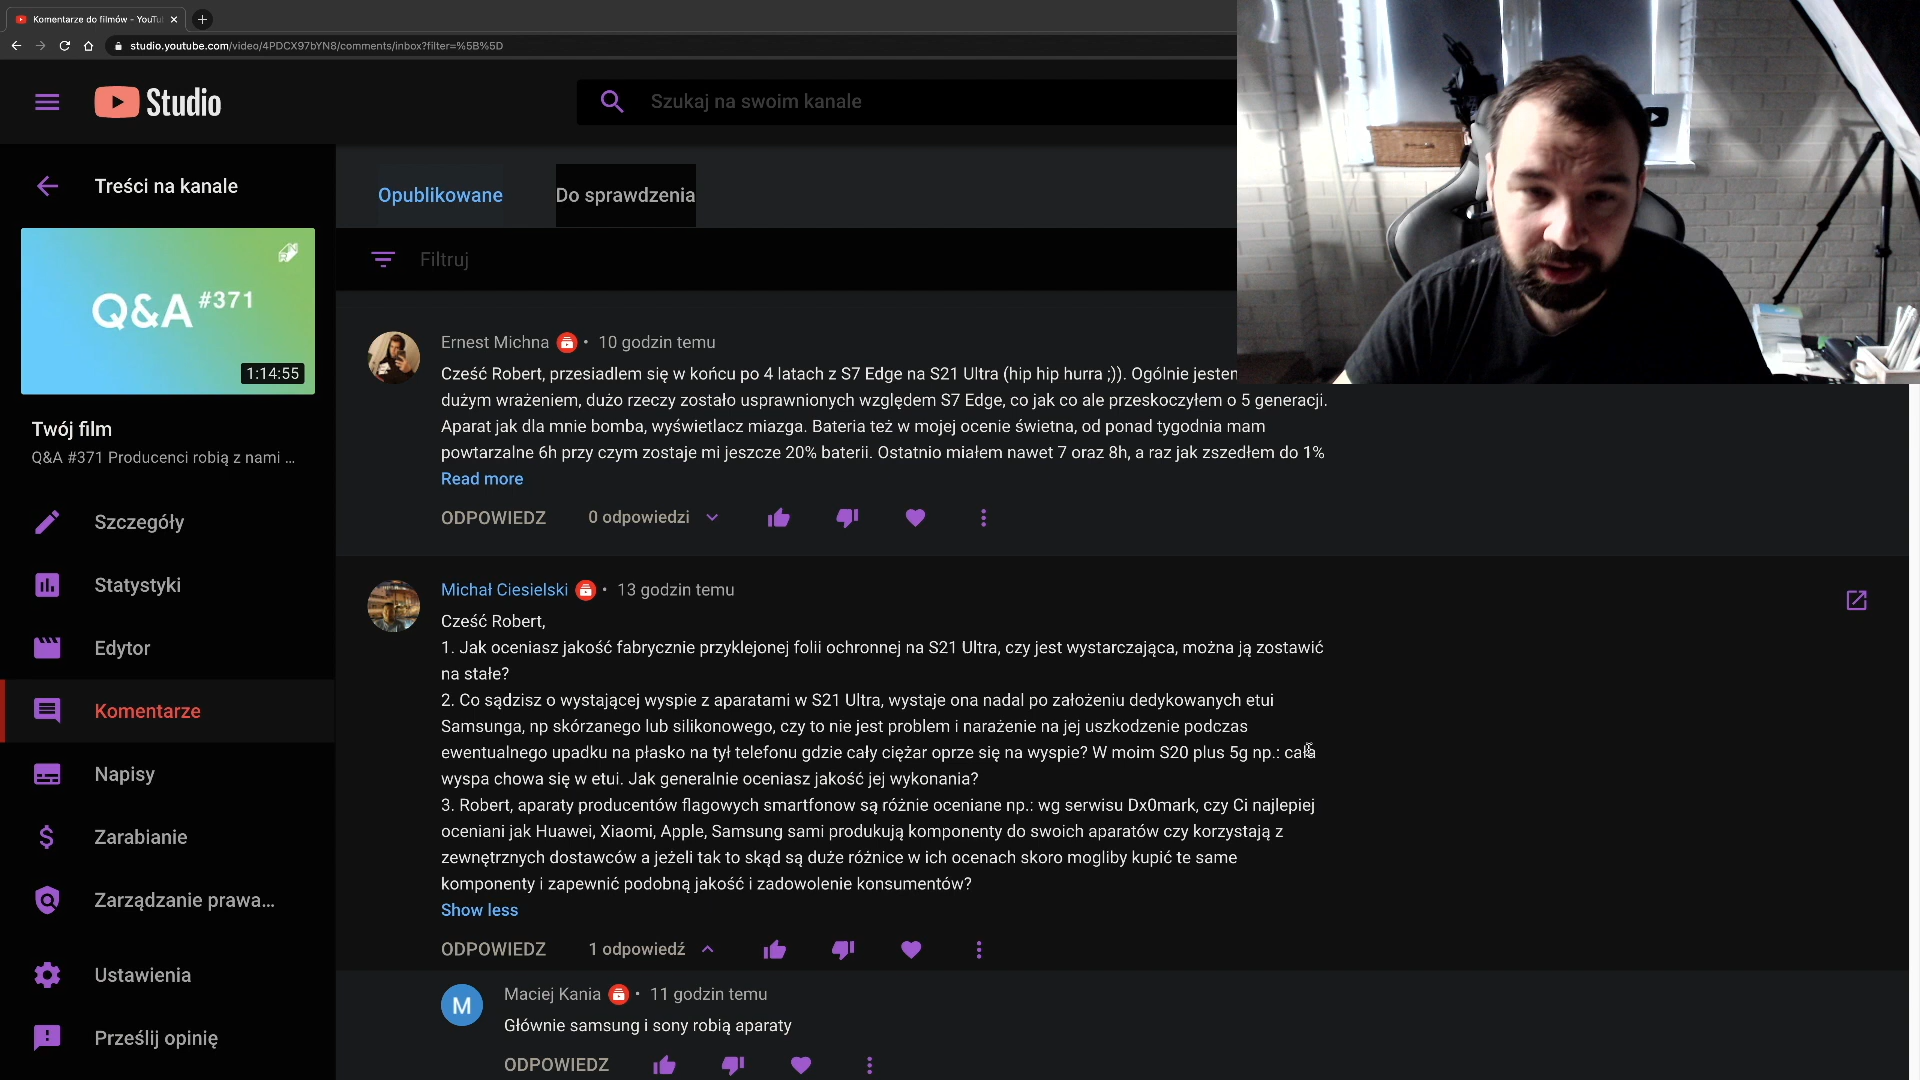 Komentarze do filmów - YouTu
studio.youtube.com/video/4PDCX97bYN8/comments/inbox?filter=%5B%5D
Studio
Szukaj na swoim kanale
Treści na kanale
Opublikowane
Do sprawdzenia
Filtruj
Q&A #371
1:14:55
Twój film
Q&A #371 Producenci robią z nami ...
Szczegóły
Statystyki
Edytor
Komentarze
Napisy
Zarabianie
Zarządzanie prawa...
Ustawienia
Prześlij opinię
Ernest Michna • 10 godzin temu
Cześć Robert, przesiadlem się w końcu po 4 latach z S7 Edge na S21 Ultra (hip hip hurra ;)). Ogólnie jestem
dużym wrażeniem, dużo rzeczy zostało usprawnionych względem S7 Edge, co jak co ale przeskoczyłem o 5 generacji.
Aparat jak dla mnie bomba, wyświetlacz miazga. Bateria też w mojej ocenie świetna, od ponad tygodnia mam
powtarzalne 6h przy czym zostaje mi jeszcze 20% baterii. Ostatnio miałem nawet 7 oraz 8h, a raz jak zszedłem do 1%
Read more
ODPOWIEDZ 0 odpowiedzi
Michał Ciesielski • 13 godzin temu
Cześć Robert,
1. Jak oceniasz jakość fabrycznie przyklejonej folii ochronnej na S21 Ultra, czy jest wystarczająca, można ją zostawić
na stałe?
2. Co sądzisz o wystającej wyspie z aparatami w S21 Ultra, wystaje ona nadal po założeniu dedykowanych etui
Samsunga, np skórzanego lub silikonowego, czy to nie jest problem i narażenie na jej uszkodzenie podczas
ewentualnego upadku na płasko na tył telefonu gdzie cały ciężar oprze się na wyspie? W moim S20 plus 5g np.: cała
wyspa chowa się w etui. Jak generalnie oceniasz jakość jej wykonania?
3. Robert, aparaty producentów flagowych smartfonow są różnie oceniane np.: wg serwisu Dx0mark, czy Ci najlepiej
oceniani jak Huawei, Xiaomi, Apple, Samsung sami produkują komponenty do swoich aparatów czy korzystają z
zewnętrznych dostawców a jeżeli tak to skąd są duże różnice w ich ocenach skoro mogliby kupić te same
komponenty i zapewnić podobną jakość i zadowolenie konsumentów?
Show less
ODPOWIEDZ 1 odpowiedź
M
Maciej Kania • 11 godzin temu
Głównie samsung i sony robią aparaty
ODPOWIEDZ